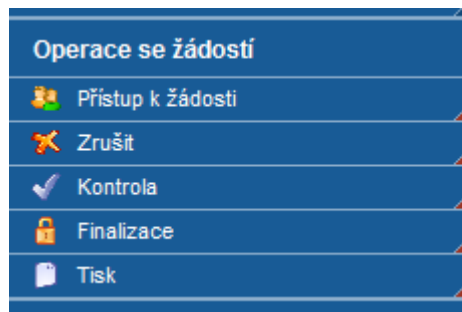 Operace se žádostí
Přístup k žádosti
Zrušit
Kontrola
Finalizace
Tisk